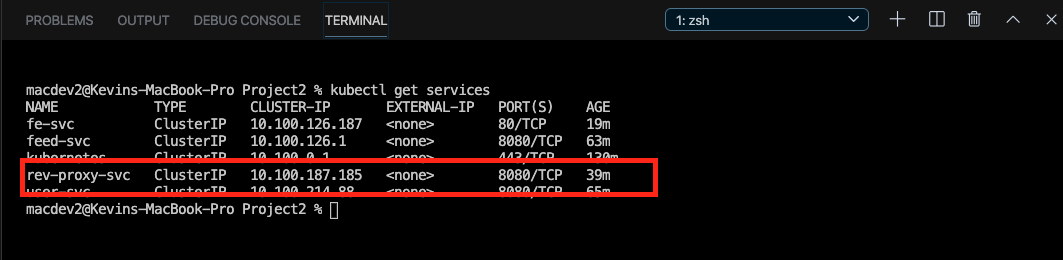 PROBLEMS OUTPUT DEBUG CONSOLE TERMINAL 1: zsh
macdev2@Kevins-MacBook-Pro Project2 % kubectl get services
NAME TYPE CLUSTER-IP EXTERNAL-IP PORT(S) AGE
fe-svc ClusterIP 10.100.126.187 <none> 80/TCP 19m
feed-svc ClusterIP 10.100.126.1 <none> 8080/TCP 63m
kubernetes ClusterIP 10.100.0.1 <none> 443/TCP 130m
rev-proxy-svc ClusterIP 10.100.187.185 <none> 8080/TCP 39m
user-svc ClusterIP 10.100.214.88 <none> 8080/TCP 65m
macdev2@Kevins-MacBook-Pro Project2 %